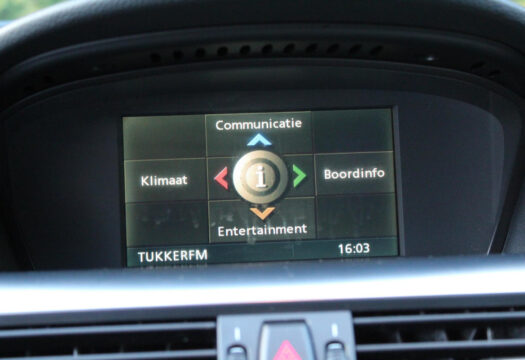 Communicatie
Klimaat
i
Boordinfo
Entertainment
TUKKERFM 16:03